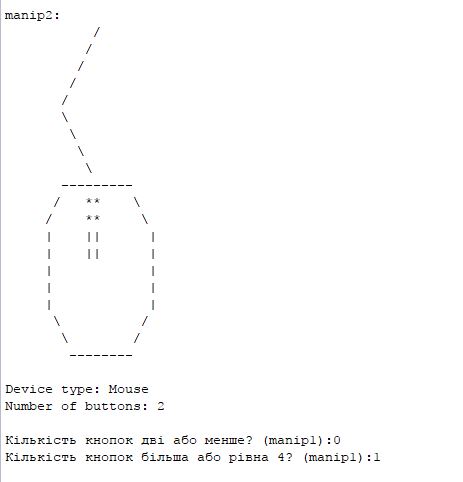 manip2:
Device type: Mouse
Number of buttons: 2
Кількість кнопок дві або менше? (manip1):0
Кількість кнопок більша або рівна 4? (manip1):1